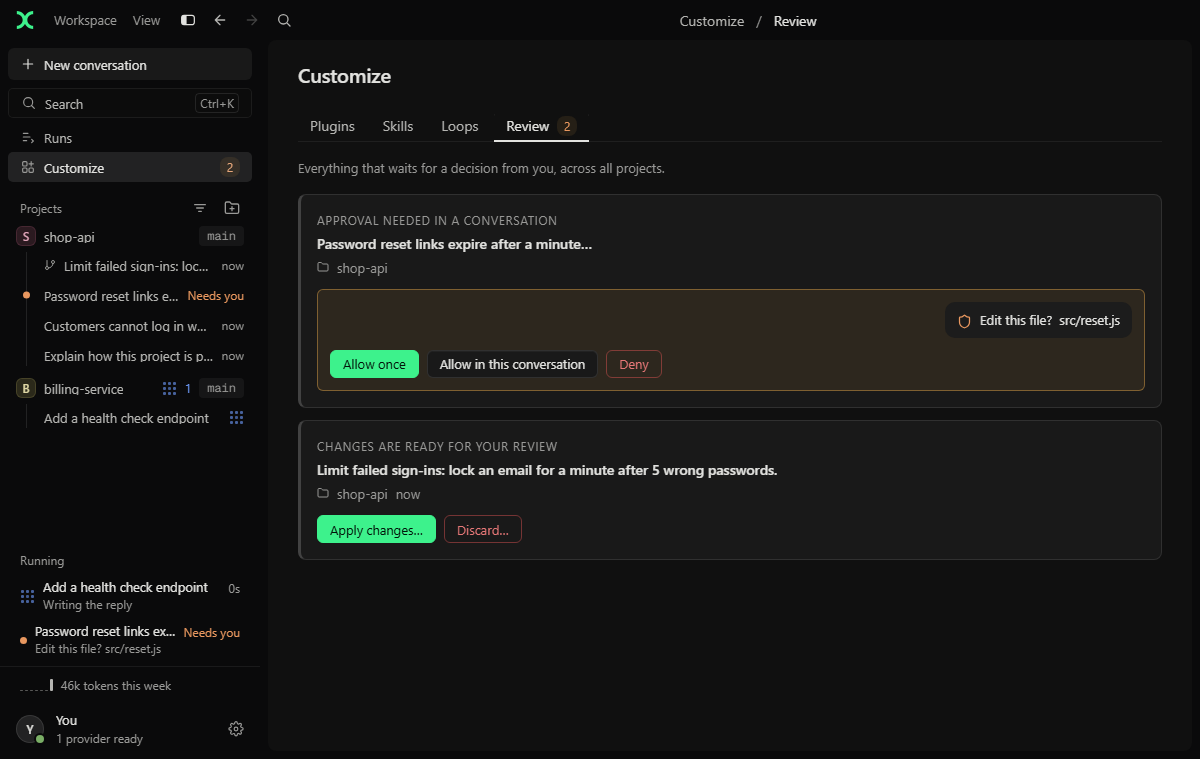 Workspace View
Customize / Review
New conversation
Search Ctrl+K
Runs
Customize 2
Projects
S shop-api main
Limit failed sign-ins: loc... now
Password reset links e... Needs you
Customers cannot log in w... now
Explain how this project is p... now
B billing-service 1 main
Add a health check endpoint
Running
Add a health check endpoint 0s
Writing the reply
Password reset links ex... Needs you
Edit this file? src/reset.js
46k tokens this week
Y You
1 provider ready
Customize
Plugins Skills Loops Review 2
Everything that waits for a decision from you, across all projects.
APPROVAL NEEDED IN A CONVERSATION
Password reset links expire after a minute...
shop-api
Edit this file? src/reset.js
Allow once Allow in this conversation Deny
CHANGES ARE READY FOR YOUR REVIEW
Limit failed sign-ins: lock an email for a minute after 5 wrong passwords.
shop-api now
Apply changes... Discard...